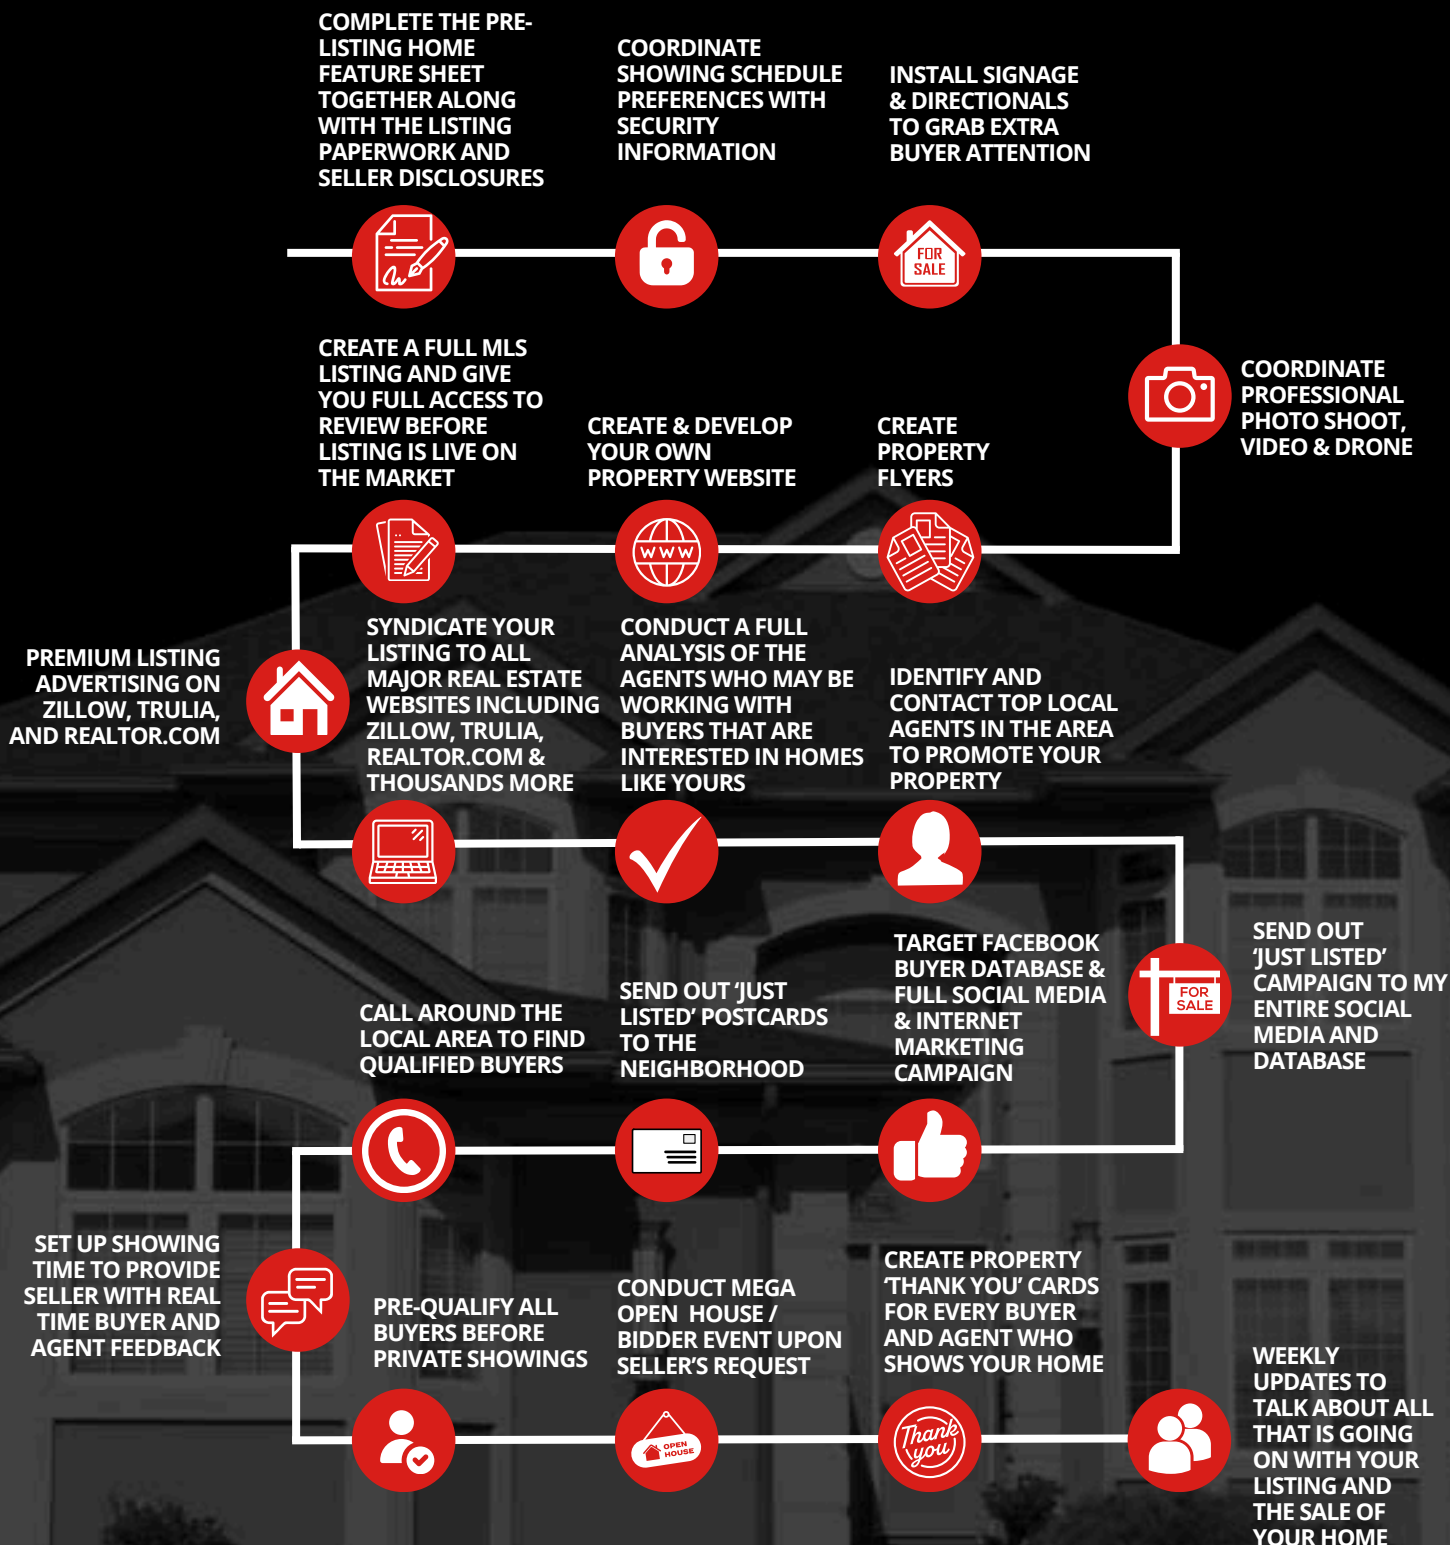 COMPLETE THE PRE-
LISTING HOME
FEATURE SHEET
TOGETHER ALONG
WITH THE LISTING
PAPERWORK AND
SELLER DISCLOSURES
COORDINATE
SHOWING SCHEDULE
PREFERENCES WITH
SECURITY
INFORMATION
INSTALL SIGNAGE
& DIRECTIONALS
TO GRAB EXTRA
BUYER ATTENTION
FOR
SALE
COORDINATE
PROFESSIONAL
PHOTO SHOOT,
VIDEO & DRONE
CREATE
PROPERTY
FLYERS
CREATE & DEVELOP
YOUR OWN
PROPERTY WEBSITE
WWW
CREATE A FULL MLS
LISTING AND GIVE
YOU FULL ACCESS TO
REVIEW BEFORE
LISTING IS LIVE ON
THE MARKET
PREMIUM LISTING
ADVERTISING ON
ZILLOW, TRULIA,
AND REALTOR.COM
SYNDICATE YOUR
LISTING TO ALL
MAJOR REAL ESTATE
WEBSITES INCLUDING
ZILLOW, TRULIA,
REALTOR.COM &
THOUSANDS MORE
CONDUCT A FULL
ANALYSIS OF THE
AGENTS WHO MAY BE
WORKING WITH
BUYERS THAT ARE
INTERESTED IN HOMES
LIKE YOURS
IDENTIFY AND
CONTACT TOP LOCAL
AGENTS IN THE AREA
TO PROMOTE YOUR
PROPERTY
SEND OUT
‘JUST LISTED’
CAMPAIGN TO MY
ENTIRE SOCIAL
MEDIA AND
DATABASE
FOR
SALE
TARGET FACEBOOK
BUYER DATABASE &
FULL SOCIAL MEDIA
& INTERNET
MARKETING
CAMPAIGN
SEND OUT ‘JUST
LISTED’ POSTCARDS
TO THE
NEIGHBORHOOD
CALL AROUND THE
LOCAL AREA TO FIND
QUALIFIED BUYERS
SET UP SHOWING
TIME TO PROVIDE
SELLER WITH REAL
TIME BUYER AND
AGENT FEEDBACK
PRE-QUALIFY ALL
BUYERS BEFORE
PRIVATE SHOWINGS
CONDUCT MEGA
OPEN HOUSE /
BIDDER EVENT UPON
SELLER’S REQUEST
OPEN
HOUSE
CREATE PROPERTY
‘THANK YOU’ CARDS
FOR EVERY BUYER
AND AGENT WHO
SHOWS YOUR HOME
Thank
you
WEEKLY
UPDATES TO
TALK ABOUT ALL
THAT IS GOING
ON WITH YOUR
LISTING AND
THE SALE OF
YOUR HOME